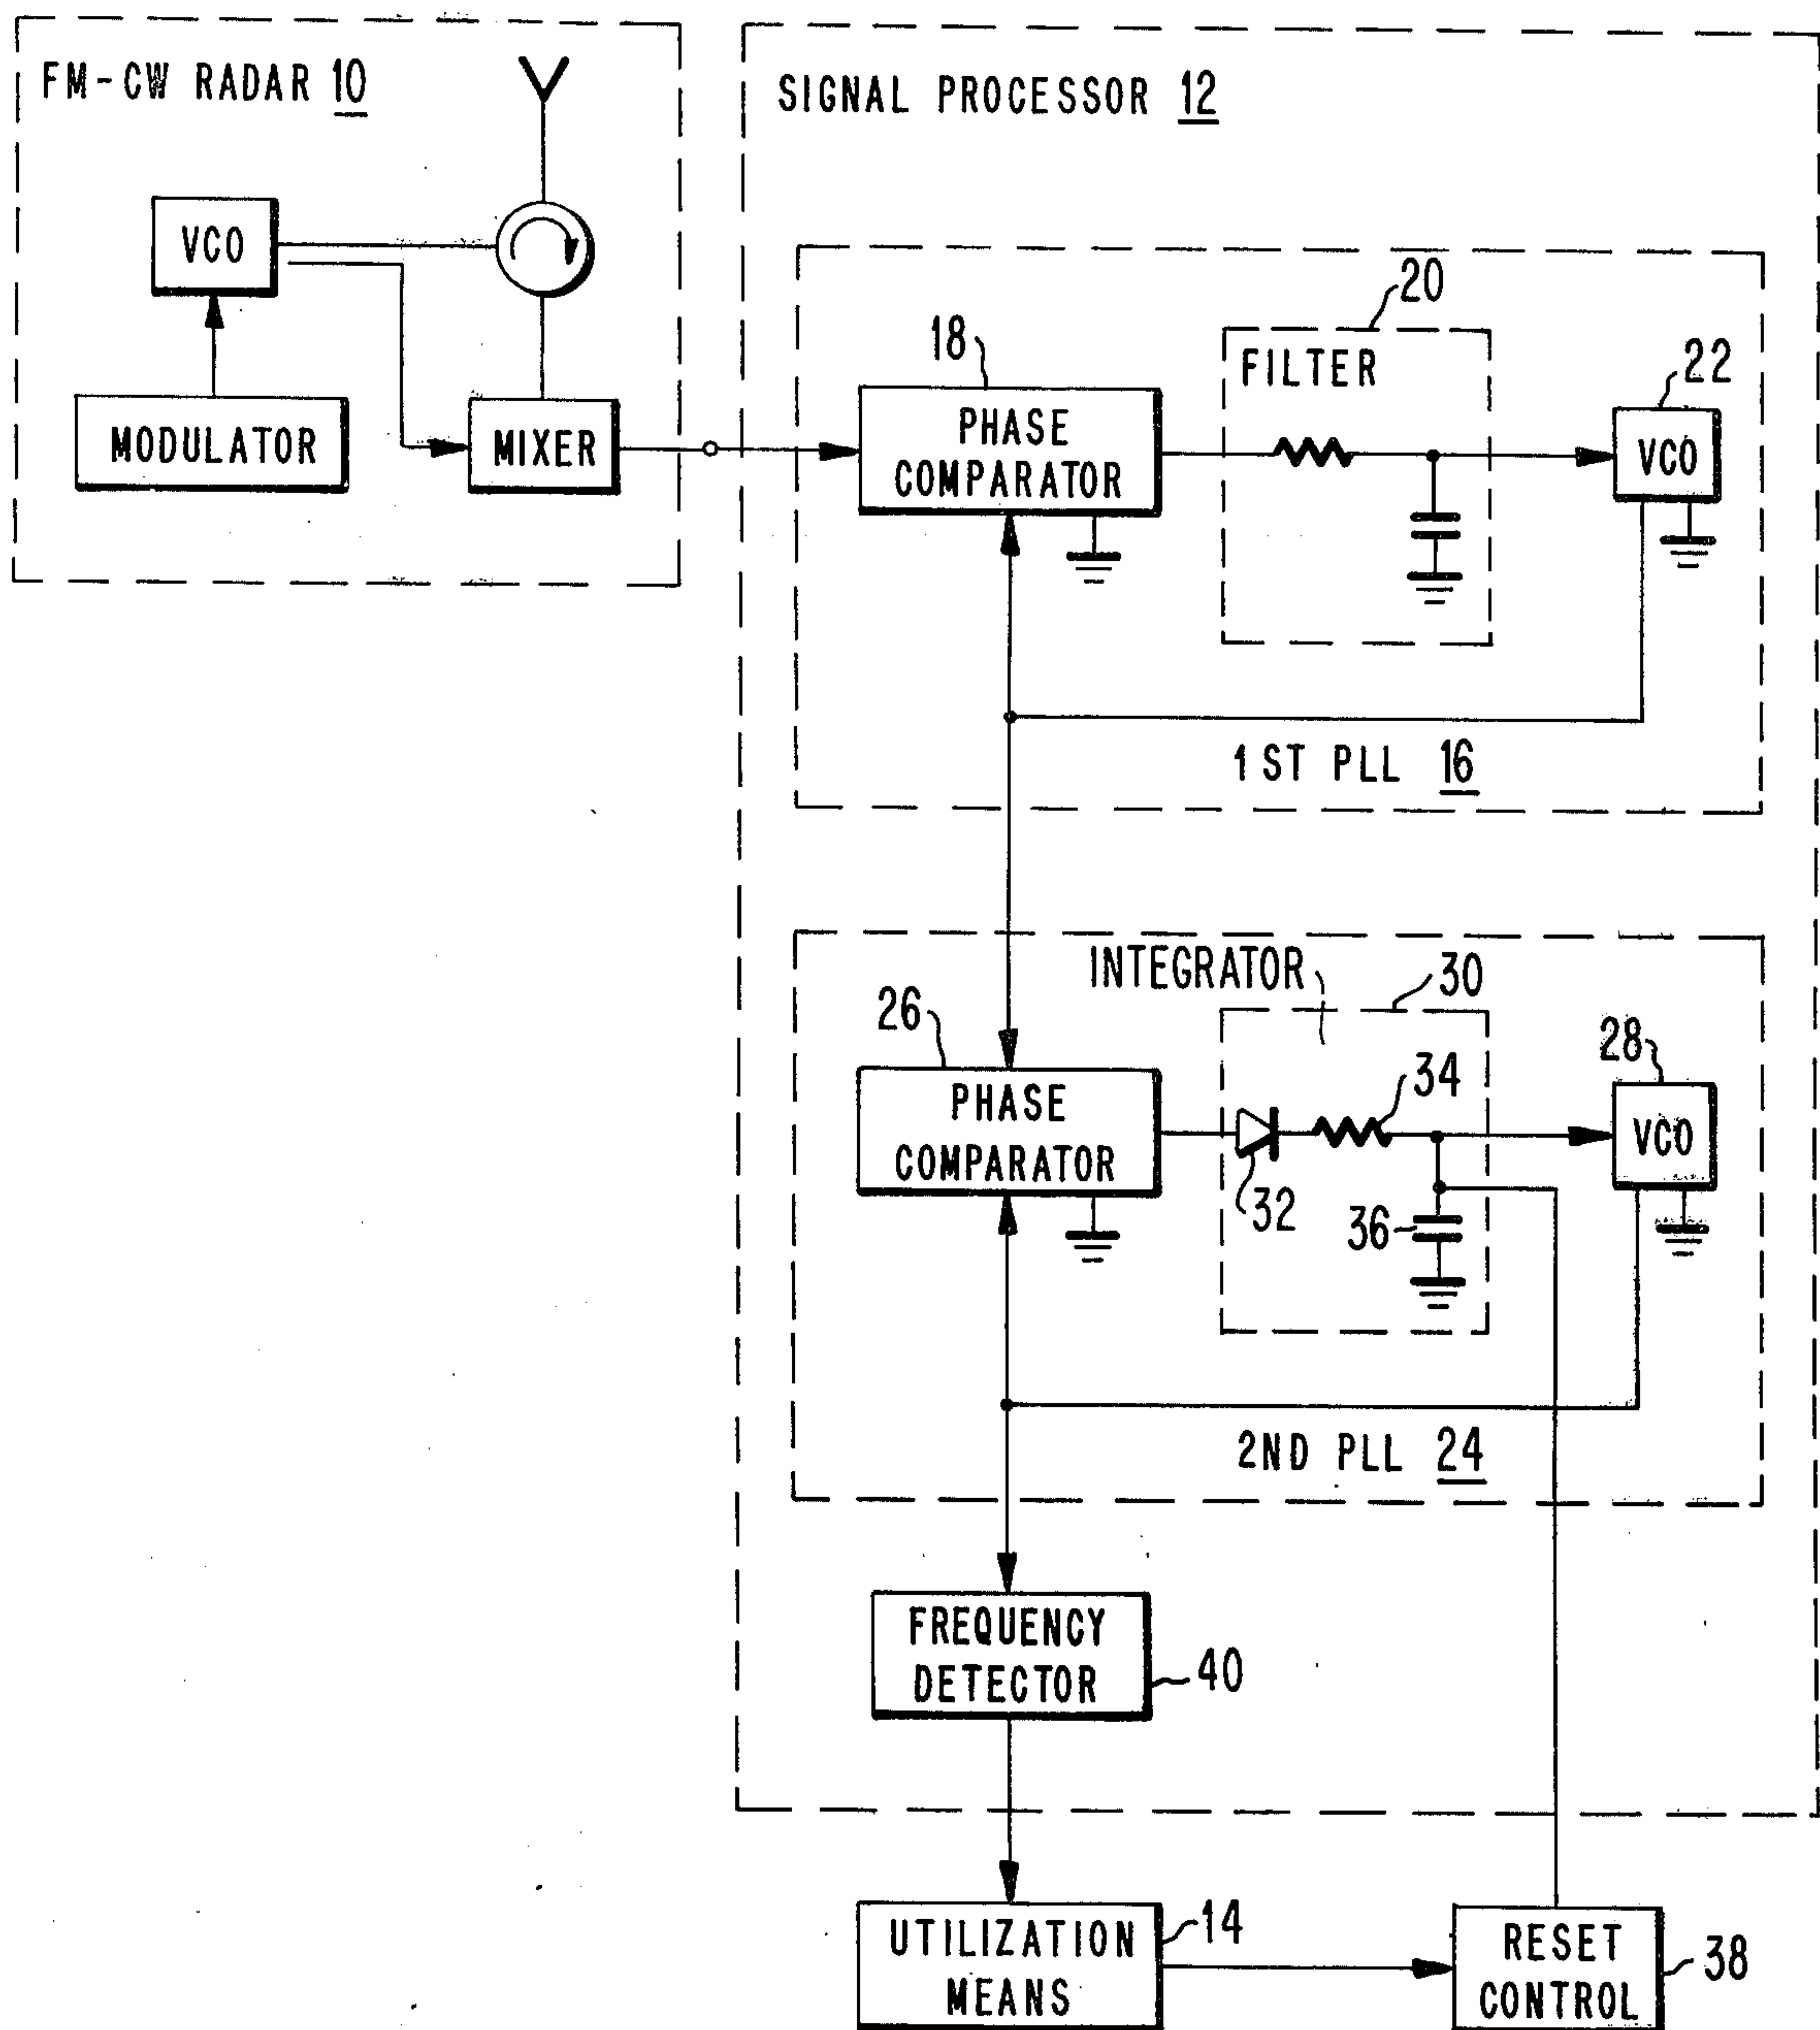 FM-CW RADAR 10
VCO
MODULATOR
MIXER
SIGNAL PROCESSOR 12
18
PHASE
COMPARATOR
20
FILTER
22
VCO
1ST PLL 16
INTEGRATOR
30
26
PHASE
COMPARATOR
34
32
36
28
VCO
2ND PLL 24
FREQUENCY
DETECTOR
40
UTILIZATION
MEANS
14
RESET
CONTROL
38